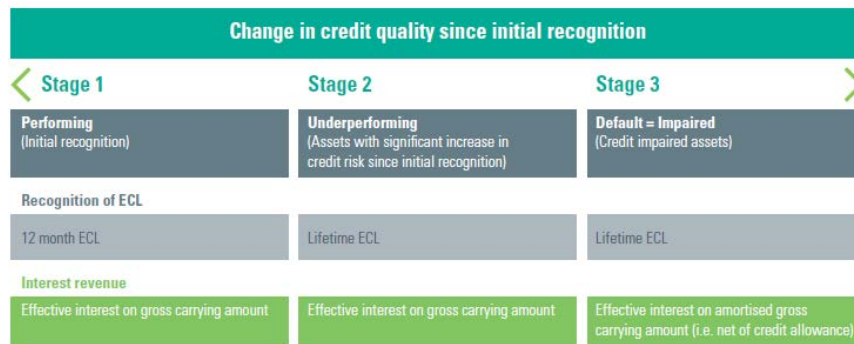 Change in credit quality since initial recognition
Stage 1
Stage 2
Stage 3
Performing
(Initial recognition)
Underperforming
(Assets with significant increase in
credit risk since initial recognition)
Default = Impaired
(Credit impaired assets)
Recognition of ECL
12 month ECL
Lifetime ECL
Lifetime ECL
Interest revenue
Effective interest on gross carrying amount
Effective interest on gross carrying amount
Effective interest on amortised gross
carrying amount (i.e. net of credit allowance)